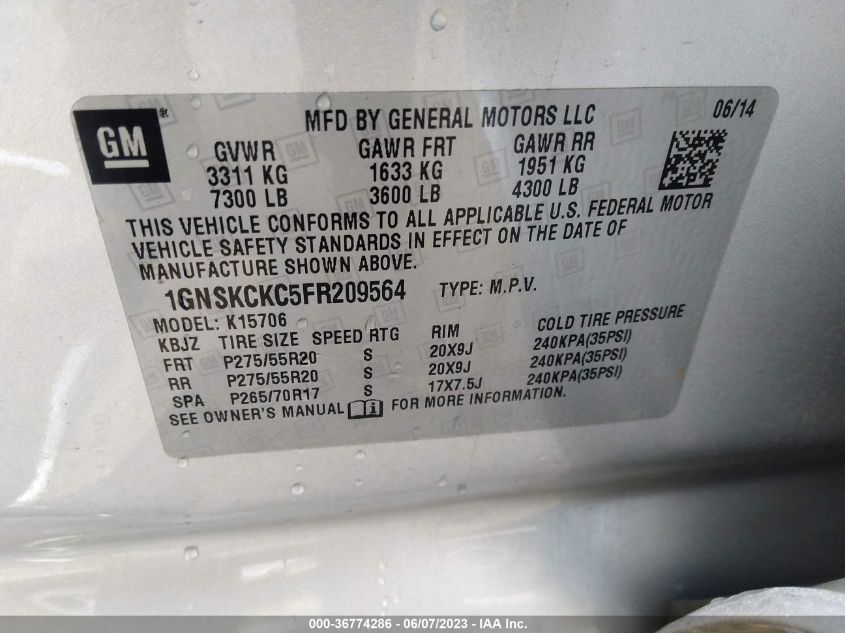 GM ®
MFD BY GENERAL MOTORS LLC 06/14
GVWR GAWR FRT GAWR RR
3311 KG 1633 KG 1951 KG
7300 LB 3600 LB 4300 LB
THIS VEHICLE CONFORMS TO ALL APPLICABLE U.S. FEDERAL MOTOR
VEHICLE SAFETY STANDARDS IN EFFECT ON THE DATE OF
MANUFACTURE SHOWN ABOVE.
1GNSKCKC5FR209564 TYPE: M.P.V.
MODEL: K15706
KBJZ TIRE SIZE SPEED RTG RIM COLD TIRE PRESSURE
FRT P275/55R20 S 20X9J 240KPA(35PSI)
RR P275/55R20 S 20X9J 240KPA(35PSI)
SPA P265/70R17 S 17X7.5J 240KPA(35PSI)
SEE OWNER'S MANUAL FOR MORE INFORMATION.
000-36774286 - 06/07/2023 - IAA Inc.